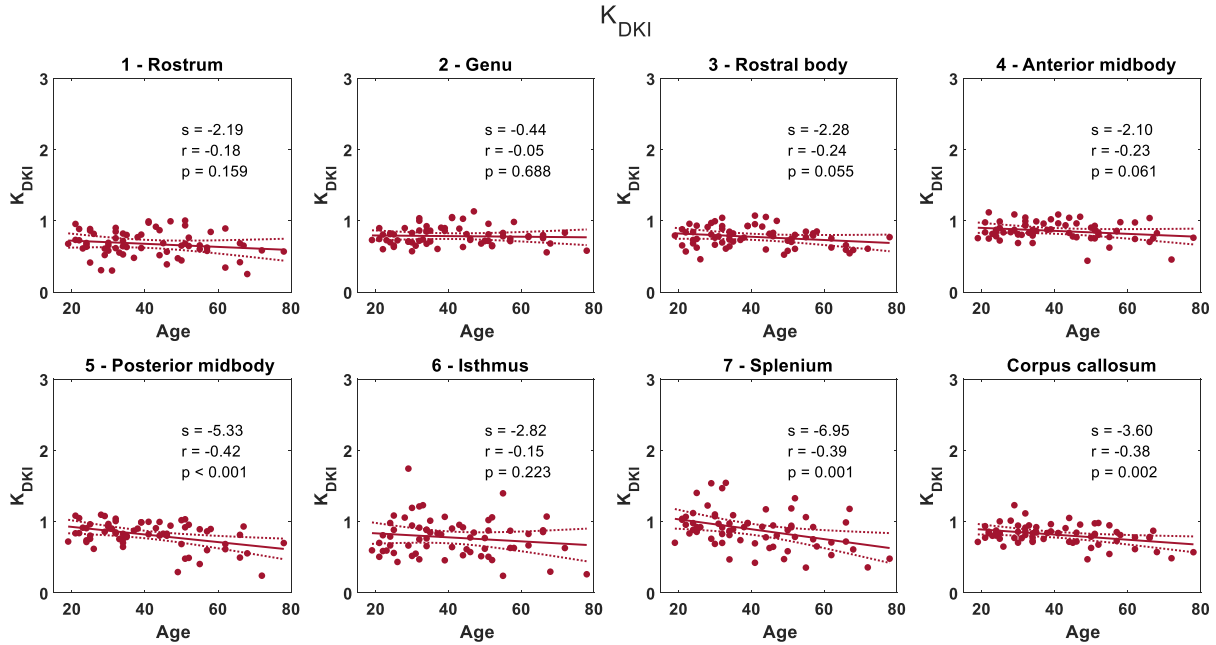 K_DKI
1 - Rostrum
3
2
1
0
20
40
60
80
K_DKI
Age
s = -2.19
r = -0.18
p = 0.159
2 - Genu
3
2
1
0
20
40
60
80
K_DKI
Age
s = -0.44
r = -0.05
p = 0.688
3 - Rostral body
3
2
1
0
20
40
60
80
K_DKI
Age
s = -2.28
r = -0.24
p = 0.055
4 - Anterior midbody
3
2
1
0
20
40
60
80
K_DKI
Age
s = -2.10
r = -0.23
p = 0.061
5 - Posterior midbody
3
2
1
0
20
40
60
80
K_DKI
Age
s = -5.33
r = -0.42
p < 0.001
6 - Isthmus
3
2
1
0
20
40
60
80
K_DKI
Age
s = -2.82
r = -0.15
p = 0.223
7 - Splenium
3
2
1
0
20
40
60
80
K_DKI
Age
s = -6.95
r = -0.39
p = 0.001
Corpus callosum
3
2
1
0
20
40
60
80
K_DKI
Age
s = -3.60
r = -0.38
p = 0.002